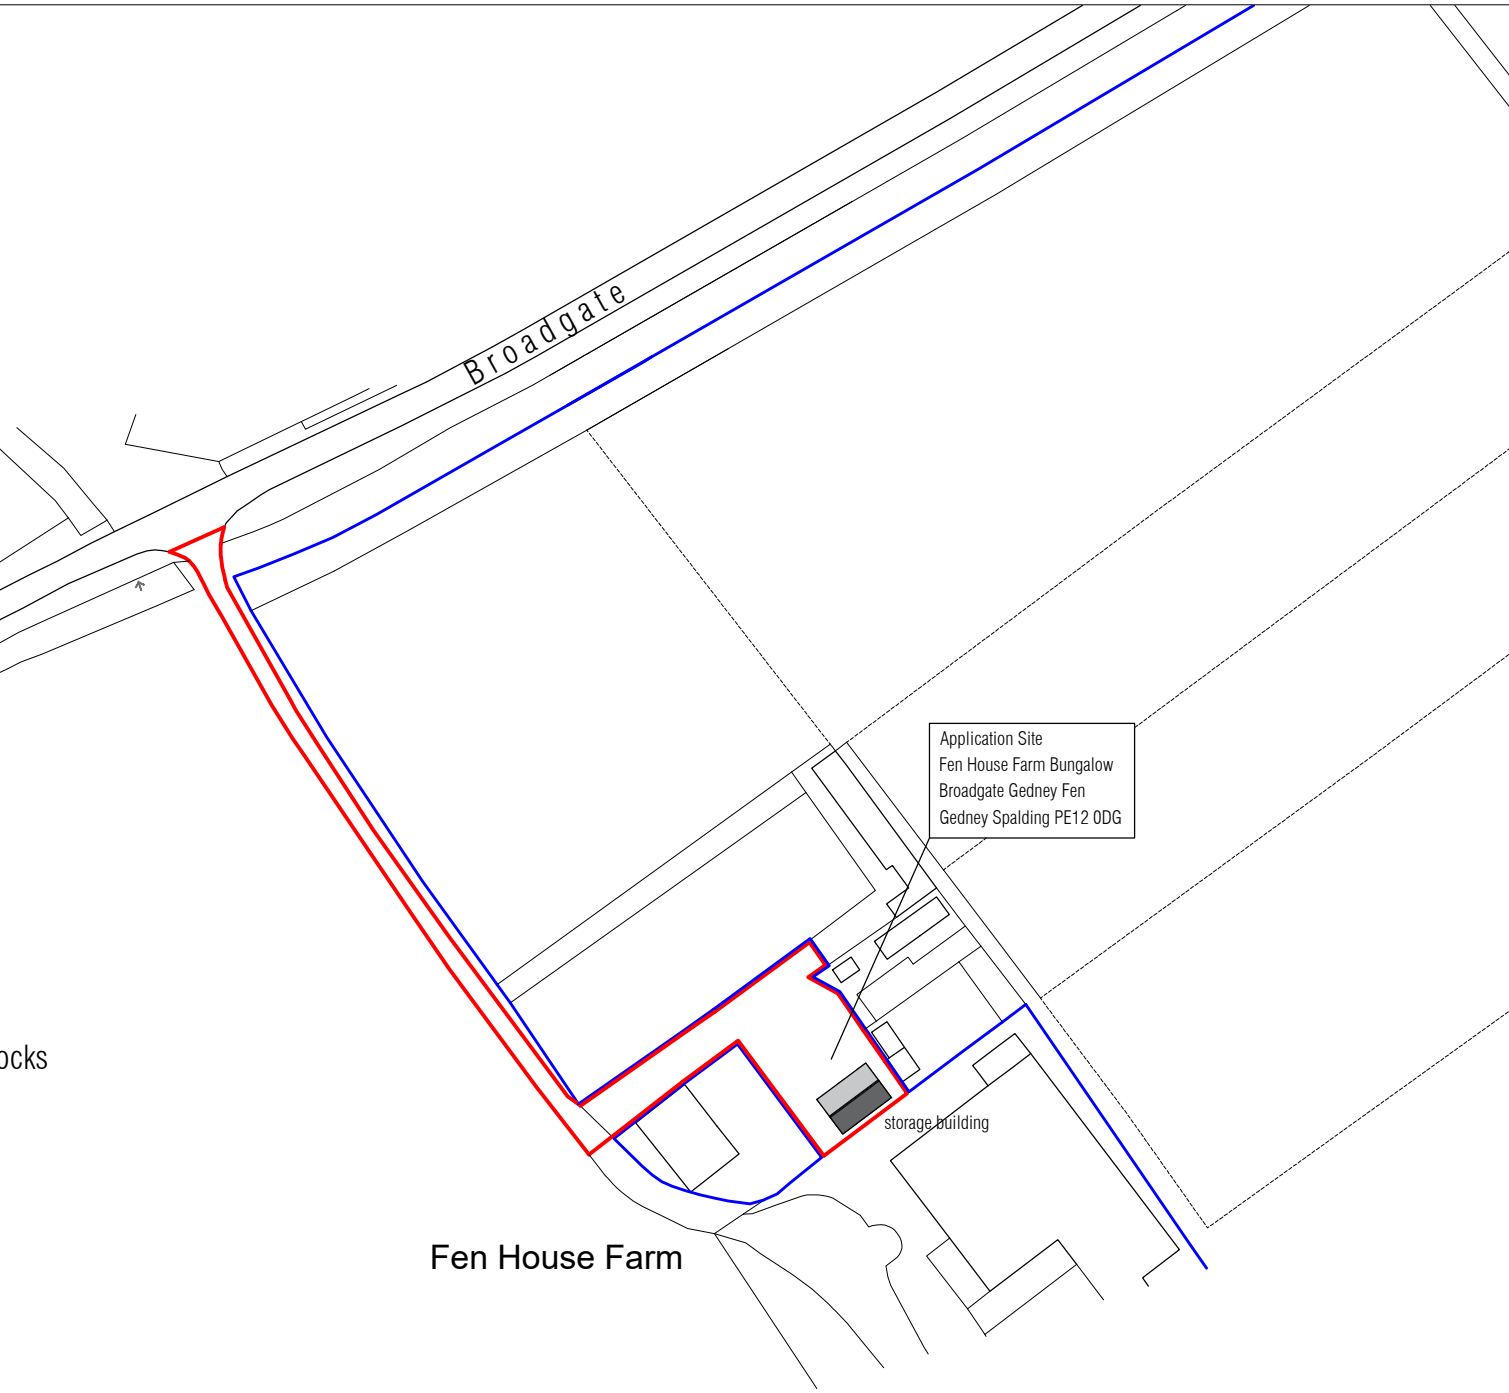 Broadgate
Application Site
Fen House Farm Bungalow
Broadgate Gedney Fen
Gedney Spalding PE12 0DG
ocks
storage building
Fen House Farm